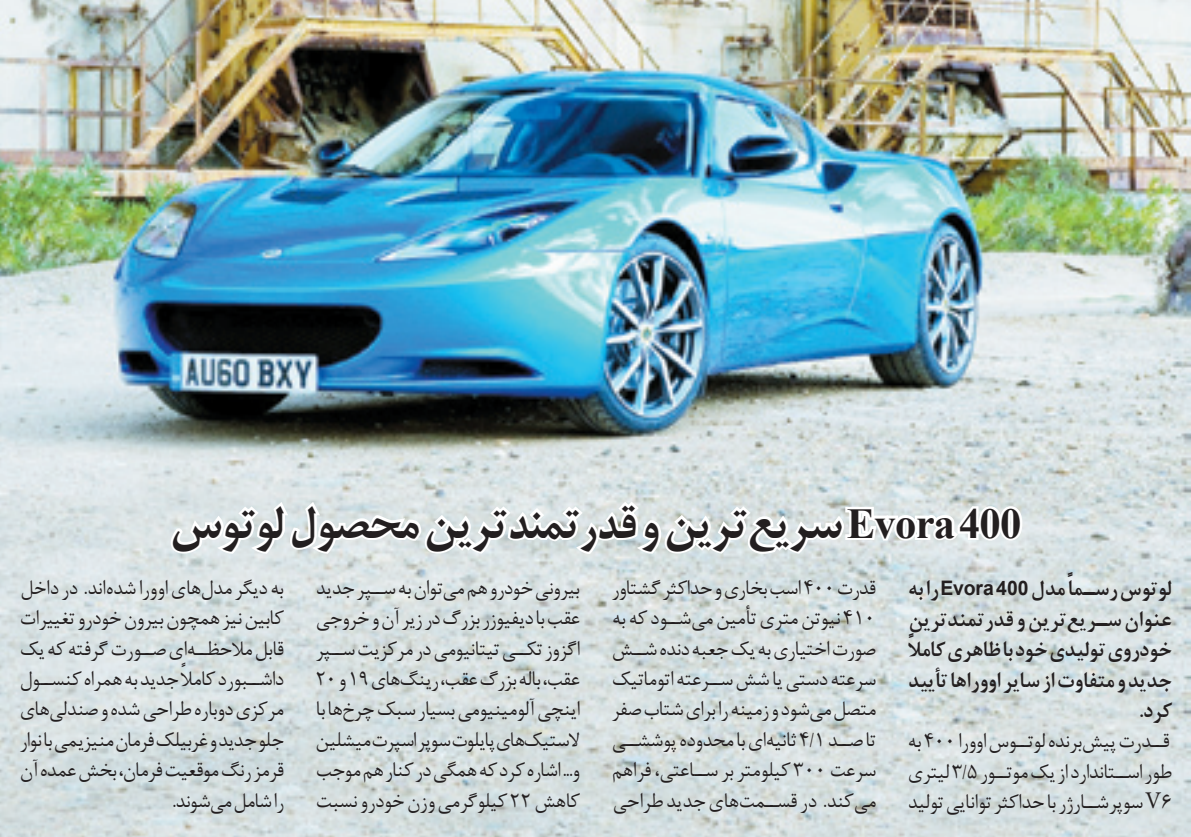 AU60 BXY
Evora 400 سریع‌ترین و قدرتمندترین محصول لوتوس
لوتوس رسماً مدل Evora 400 را به
عنوان سریع‌ترین و قدرتمندترین
خودروی تولیدی خود با ظاهری کاملاً
جدید و متفاوت از سایر اووراها تأیید
کرد.
قدرت پیش‌برنده لوتوس اوورا ۴۰۰ به
طور استاندارد از یک موتور ۳/۵ لیتری
V۶ سوپرشارژر با حداکثر توانایی تولید
قدرت ۴۰۰ اسب بخاری و حداکثر گشتاور
۴۱۰ نیوتن متری تأمین می‌شود که به
صورت اختیاری به یک جعبه دنده شش
سرعته دستی یا شش سرعته اتوماتیک
متصل می‌شود و زمینه را برای شتاب صفر
تا صد ۴/۱ ثانیه‌ای با محدوده پوششی
سرعت ۳۰۰ کیلومتر بر ساعتی، فراهم
می‌کند. در قسمت‌های جدید طراحی
بیرونی خودرو هم می‌توان به سپر جدید
عقب با دیفیوزر بزرگ در زیر آن و خروجی
اگزوز تکی تیتانیومی در مرکزیت سپر
عقب، باله بزرگ عقب، رینگ‌های ۱۹ و ۲۰
اینچی آلومینیومی بسیار سبک چرخ‌ها با
لاستیک‌های پایلوت سوپر اسپرت میشلین
و... اشاره کرد که همگی در کنار هم موجب
کاهش ۲۲ کیلوگرمی وزن خودرو نسبت
به دیگر مدل‌های اوورا شده‌اند. در داخل
کابین نیز همچون بیرون خودرو تغییرات
قابل ملاحظه‌ای صورت گرفته که یک
داشبورد کاملاً جدید به همراه کنسول
مرکزی دوباره طراحی شده و صندلی‌های
جلو جدید و غربیلک فرمان منیزیمی با نوار
قرمز رنگ موقعیت فرمان، بخش عمده آن
را شامل می‌شوند.